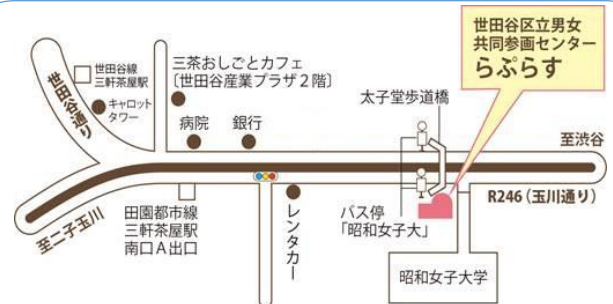 世田谷区立男女
共同参画センター
らぷらす
三茶おしごとカフェ
〔世田谷産業プラザ2階〕
世田谷線
三軒茶屋駅
キャロット
タワー
世田谷通り
病院
銀行
太子堂歩道橋
至渋谷
R246（玉川通り）
至二子玉川
田園都市線
三軒茶屋駅
南口A出口
レンタカー
バス停
「昭和女子大」
昭和女子大学